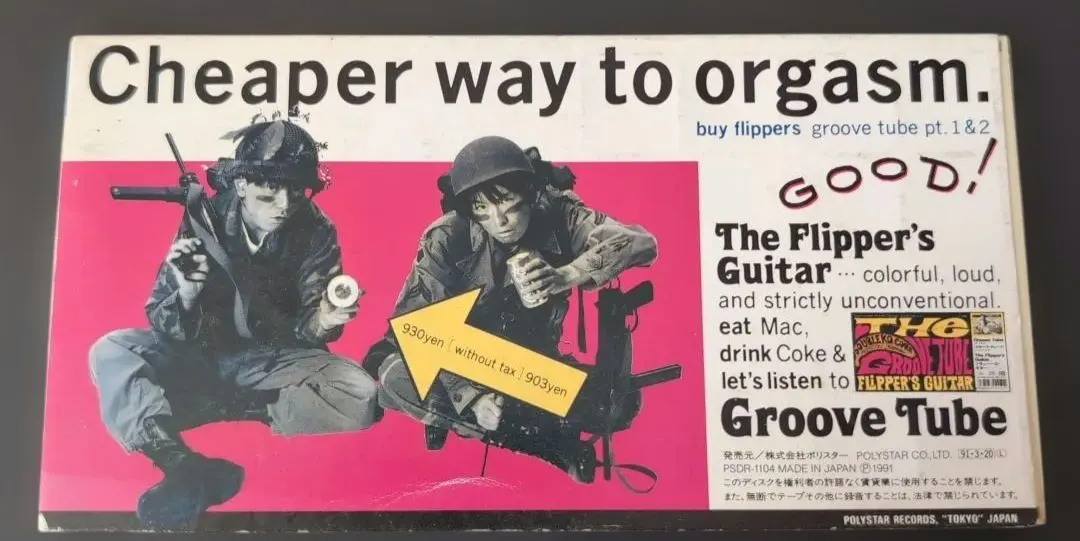 Cheaper way to orgasm.
buy flippers groove tube pt. 1 & 2
GOOD!
The Flipper's
Guitar … colorful, loud,
and strictly unconventional.
eat Mac,
drink Coke &
let's listen to
THE
GROOVE TUBE
FLIPPER'S GUITAR
Groove Tube
930yen [ without tax ] 903yen
発売元／株式会社ポリスター POLYSTAR CO., LTD. [91・3・20](L)
PSDR-1104 MADE IN JAPAN Ⓟ1991
このディスクを権利者の許諾なく賃貸業に使用することを禁じます。
また、無断でテープその他に録音することは、法律で禁じられています。
POLYSTAR RECORDS, "TOKYO" JAPAN